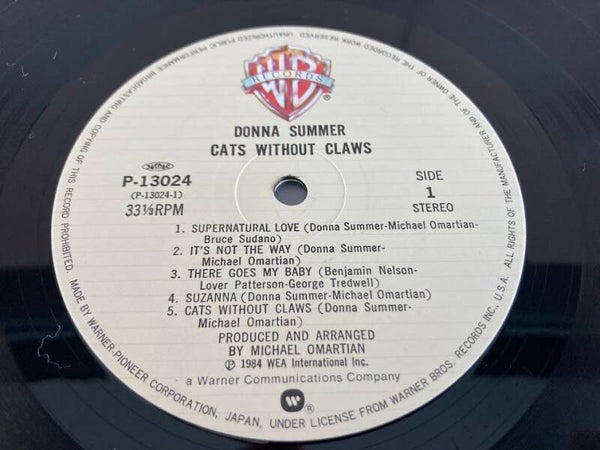 RECORDS
®
DONNA SUMMER
CATS WITHOUT CLAWS
P-13024
(P-13024-1)
33⅓RPM
SIDE
1
STEREO
1. SUPERNATURAL LOVE (Donna Summer-Michael Omartian-
Bruce Sudano)
2. IT'S NOT THE WAY (Donna Summer-
Michael Omartian)
3. THERE GOES MY BABY (Benjamin Nelson-
Lover Patterson-George Tredwell)
4. SUZANNA (Donna Summer-Michael Omartian)
5. CATS WITHOUT CLAWS (Donna Summer-
Michael Omartian)
PRODUCED AND ARRANGED
BY MICHAEL OMARTIAN
℗ 1984 WEA International Inc.
a Warner Communications Company
®
MADE BY WARNER-PIONEER CORPORATION, JAPAN, UNDER LICENSE FROM WARNER BROS. RECORDS INC., U.S.A. ALL RIGHTS OF THE MANUFACTURER AND OF THE OWNER OF THE RECORDED WORK RESERVED. UNAUTHORIZED PUBLIC PERFORMANCE, BROADCASTING AND COPYING OF THIS RECORD PROHIBITED.